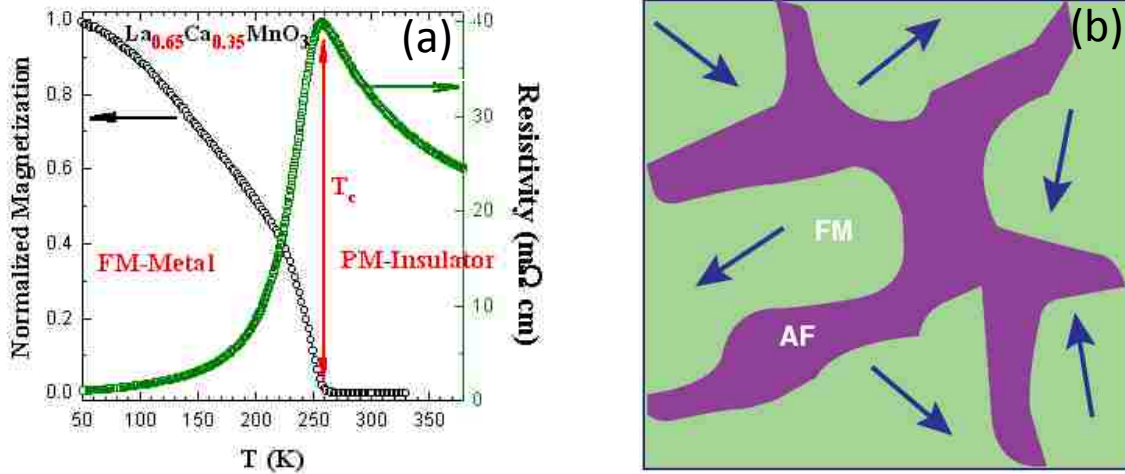 La0.65Ca0.35MnO3
(a)
Normalized Magnetization
1.0
0.8
0.6
0.4
0.2
0.0
FM-Metal
Tc
PM-Insulator
40
30
20
10
0
Resistivity (mΩ cm)
50 100 150 200 250 300 350
T (K)
(b)
FM
AF